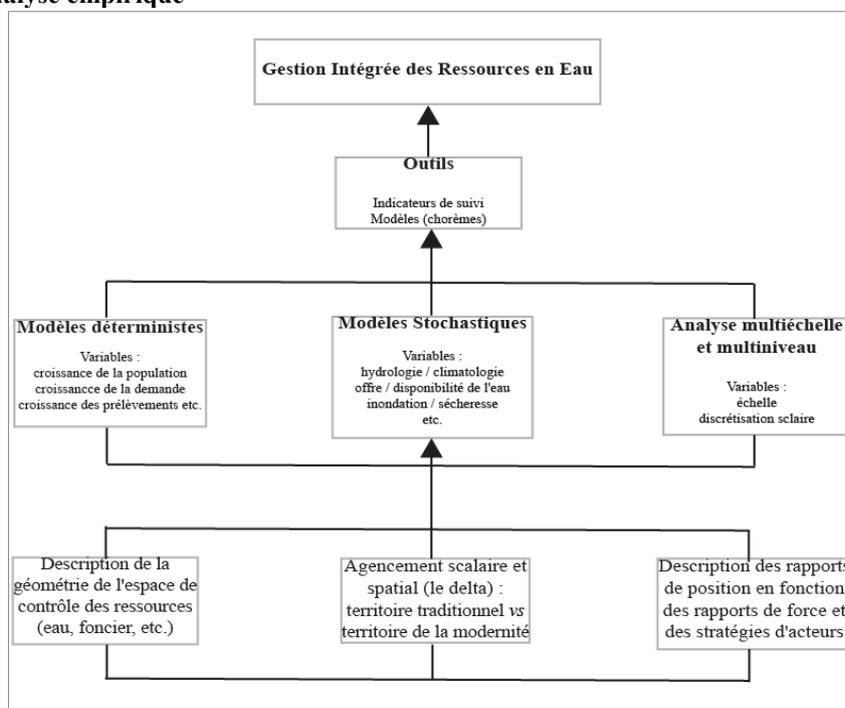 empirique
Gestion Intégrée des Ressources en Eau
Outils
Indicateurs de suivi
Modèles (chorèmes)
Modèles déterministes
Variables :
croissance de la population
croissancce de la demande
croissance des prélèvements etc.
Modèles Stochastiques
Variables :
hydrologie / climatologie
offre / disponibilité de l'eau
inondation / sécheresse
etc.
Analyse multiéchelle
et multiniveau
Variables :
échelle
discrétisation sclaire
Description de la
géométrie de l'espace de
contrôle des ressources
(eau, foncier, etc.)
Agencement scalaire et
spatial (le delta) :
territoire traditionnel vs
territoire de la modernité
Description des rapports
de position en fonction
des rapports de force et
des stratégies d'acteurs